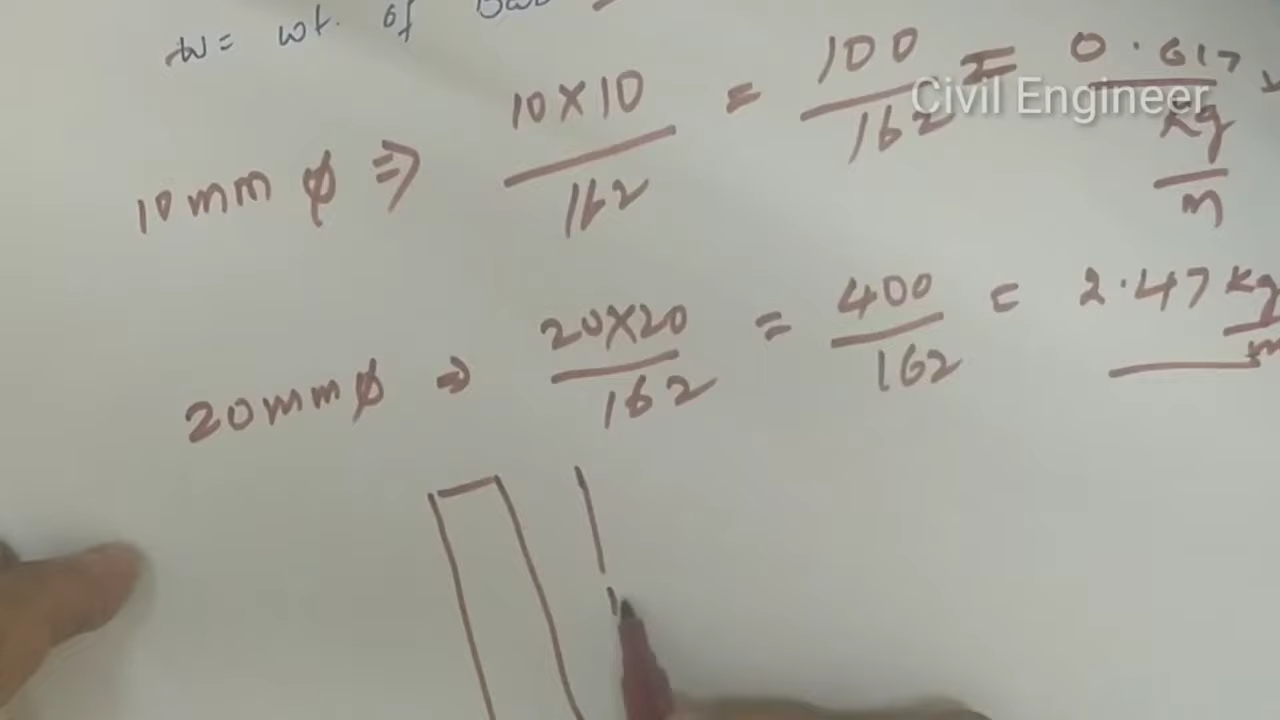 w = wt. of
10mm ϕ ⇒ 10×10/162 = 100/162 = 0.617 kg/m
20mm ϕ ⇒ 20×20/162 = 400/162 = 2.47 kg/m
Civil Engineer